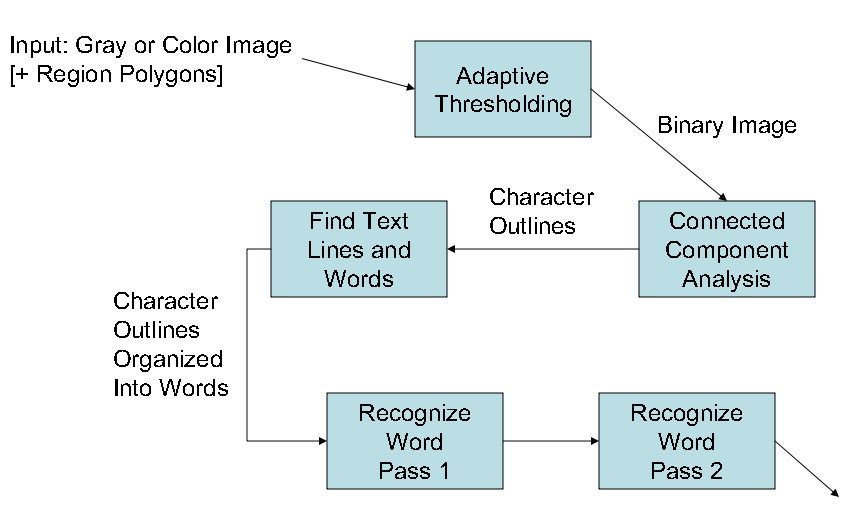 Input: Gray or Color Image
[+ Region Polygons]
Adaptive
Thresholding
Binary Image
Connected
Component
Analysis
Character
Outlines
Find Text
Lines and
Words
Character
Outlines
Organized
Into Words
Recognize
Word
Pass 1
Recognize
Word
Pass 2